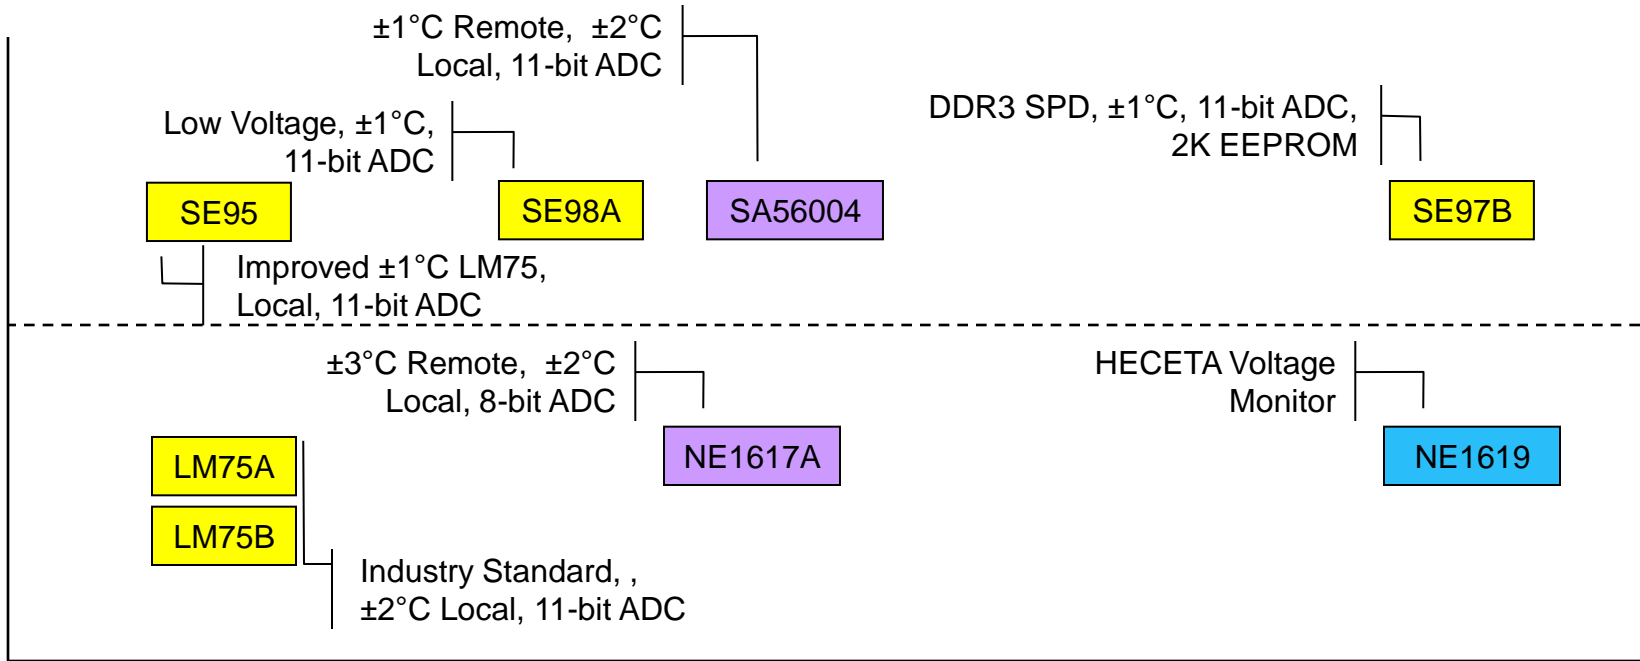 ±1°C Remote,  ±2°C
Local, 11-bit ADC
Low Voltage, ±1°C,
11-bit ADC
DDR3 SPD, ±1°C, 11-bit ADC,
2K EEPROM
SE95
SE98A
SA56004
SE97B
Improved ±1°C LM75,
Local, 11-bit ADC
±3°C Remote,  ±2°C
Local, 8-bit ADC
HECETA Voltage
Monitor
LM75A
NE1617A
NE1619
LM75B
Industry Standard, ,
±2°C Local, 11-bit ADC